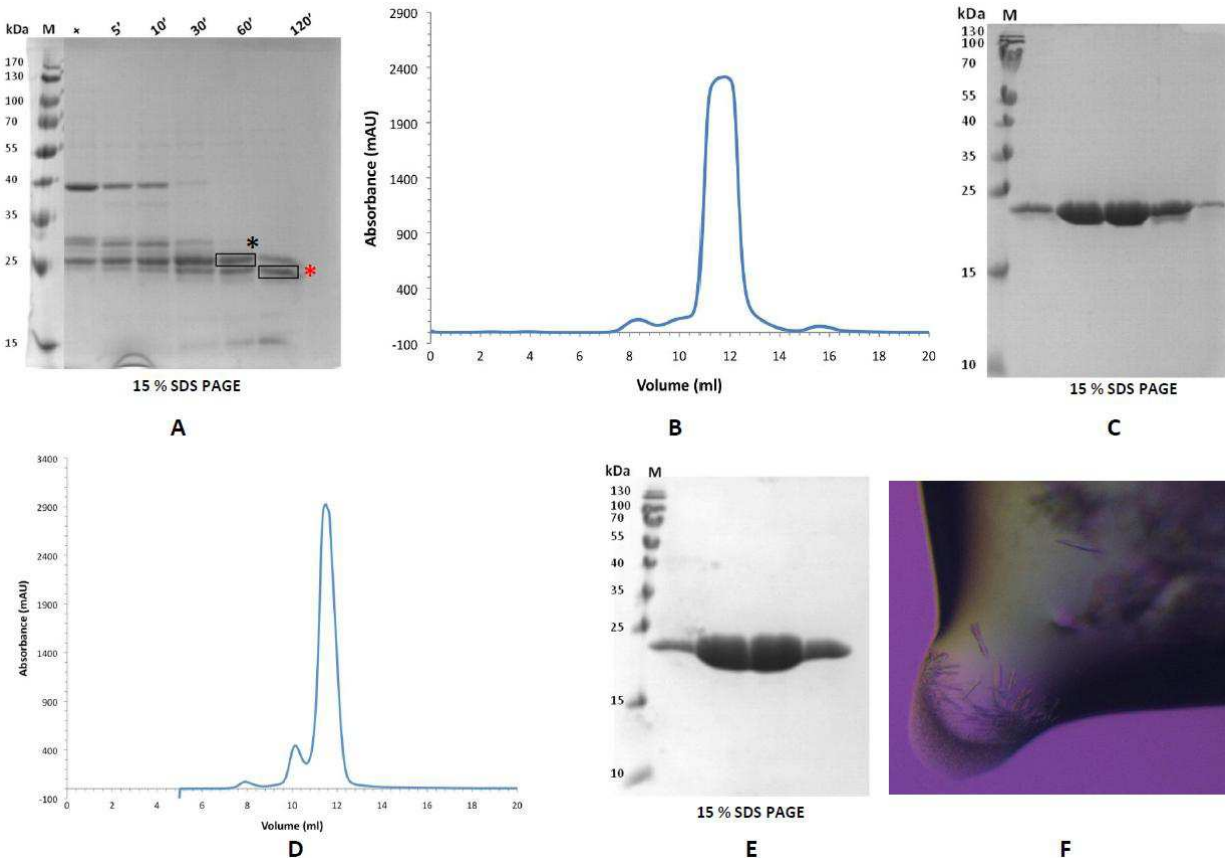 kDa M + 5' 10' 30' 60' 120'
170
130
100
70
55
40
35
25
15
*
*
15 % SDS PAGE
A
Absorbance (mAU)
2900
2400
1900
1400
900
400
-100
0 2 4 6 8 10 12 14 16 18 20
Volume (ml)
B
kDa M
130
100
70
55
40
35
25
15
10
15 % SDS PAGE
C
Absorbance (mAU)
3400
2900
2400
1900
1400
900
400
-100
0 2 4 6 8 10 12 14 16 18 20
Volume (ml)
D
kDa M
130
100
70
55
40
35
25
15
10
15 % SDS PAGE
E
F